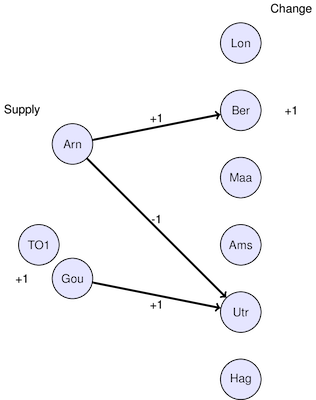 Change
Lon
Supply
+1
Ber
+1
Arn
Maa
-1
TO1
Ams
+1
Gou
+1
Utr
Hag